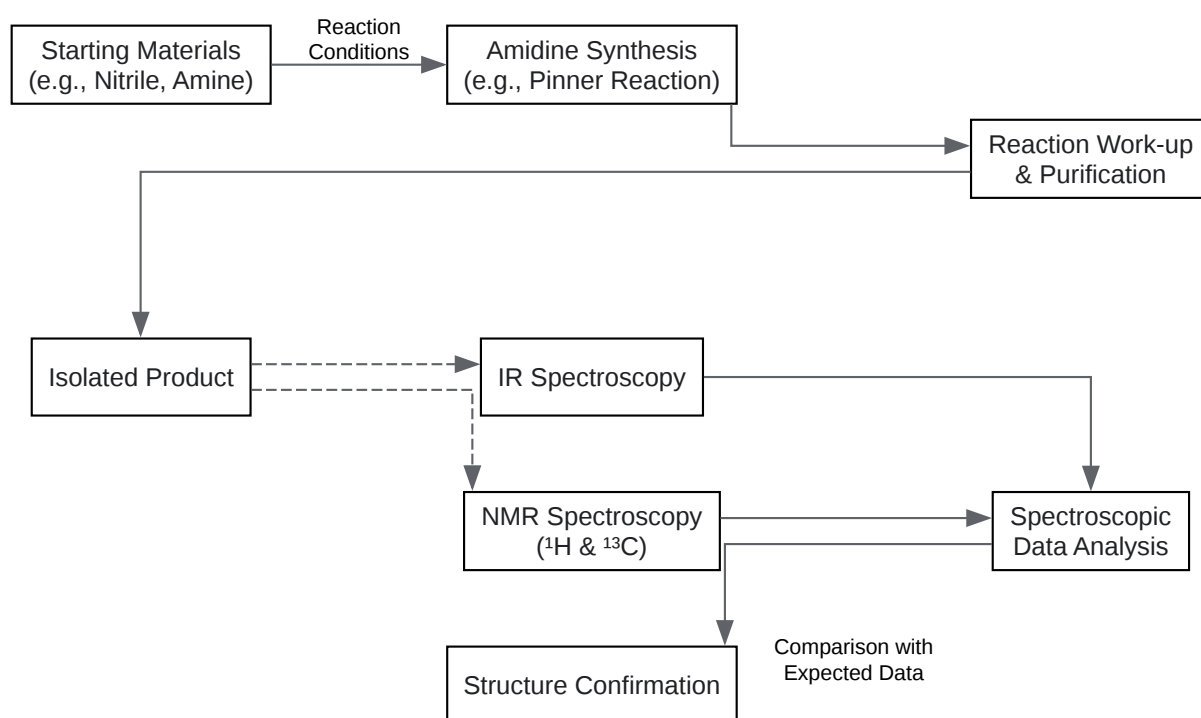 Starting Materials
(e.g., Nitrile, Amine)
Reaction
Conditions
Amidine Synthesis
(e.g., Pinner Reaction)
Reaction Work-up
& Purification
Isolated Product
IR Spectroscopy
NMR Spectroscopy
(¹H & ¹³C)
Spectroscopic
Data Analysis
Comparison with
Expected Data
Structure Confirmation